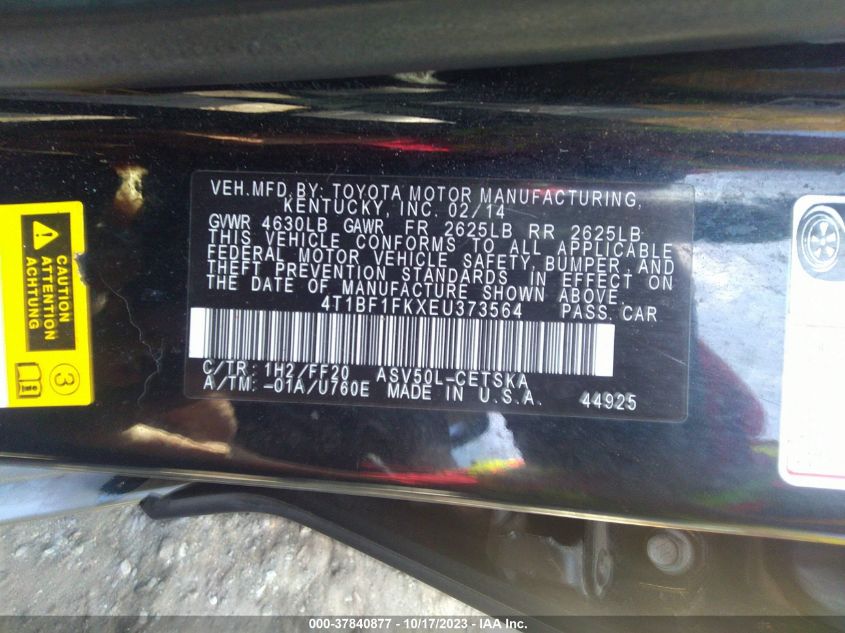 VEH.MFD.BY: TOYOTA MOTOR MANUFACTURING,
KENTUCKY, INC. 02/14
GVWR 4630LB GAWR FR 2625LB RR 2625LB
THIS VEHICLE CONFORMS TO ALL APPLICABLE
FEDERAL MOTOR VEHICLE SAFETY, BUMPER, AND
THEFT PREVENTION STANDARDS IN EFFECT ON
THE DATE OF MANUFACTURE SHOWN ABOVE.
4T1BF1FKXEU373564 PASS. CAR
C/TR: 1H2/FF20 ASV50L-CETSKA
A/TM: -01A/U760E MADE IN U.S.A. 44925
CAUTION
ATTENTION
ACHTUNG
3
000-37840877 - 10/17/2023 - IAA Inc.